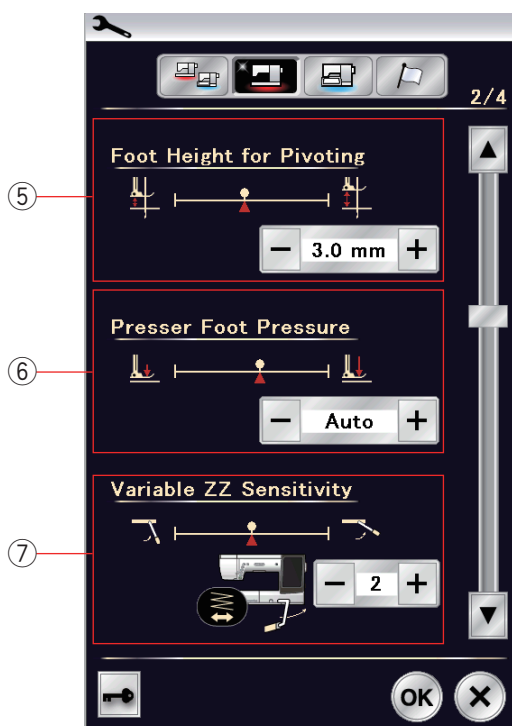 2/4
Foot Height for Pivoting
⑤
− 3.0 mm +
Presser Foot Pressure
⑥
− Auto +
Variable ZZ Sensitivity
⑦
− 2 +
OK